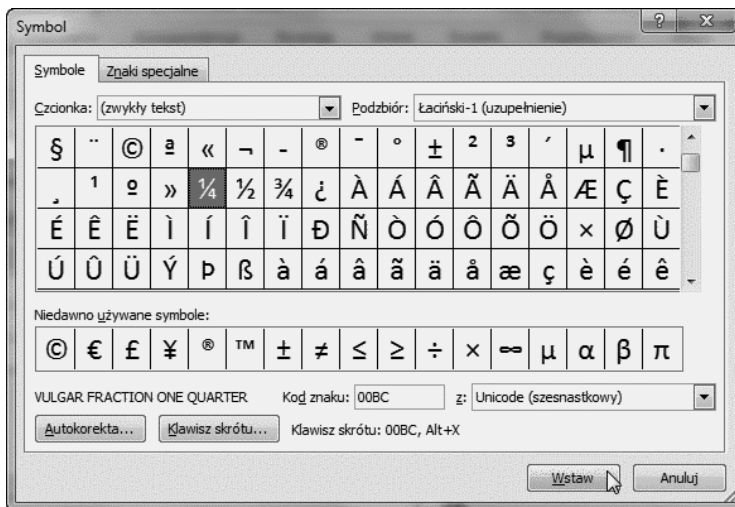 Symbol
Symbole Znaki specjalne
Czcionka: (zwykły tekst) Podzbiór: Łaciński-1 (uzupełnienie)
§ ¨ © ª « ¬ - ® ¯ ° ± ² ³ ´ µ ¶ ·
¸ ¹ º » ¼ ½ ¾ ¿ À Á Â Ã Ä Å Æ Ç È
É Ê Ë Ì Í Î Ï Ð Ñ Ò Ó Ô Õ Ö × Ø Ù
Ú Û Ü Ý Þ ß à á â ã ä å æ ç è é ê
Niedawno używane symbole:
© € £ ¥ ® ™ ± ≠ ≤ ≥ ÷ × ∞ µ α β π
VULGAR FRACTION ONE QUARTER Kod znaku: 00BC z: Unicode (szesnastkowy)
Autokorekta... Klawisz skrótu... Klawisz skrótu: 00BC, Alt+X
Wstaw Anuluj